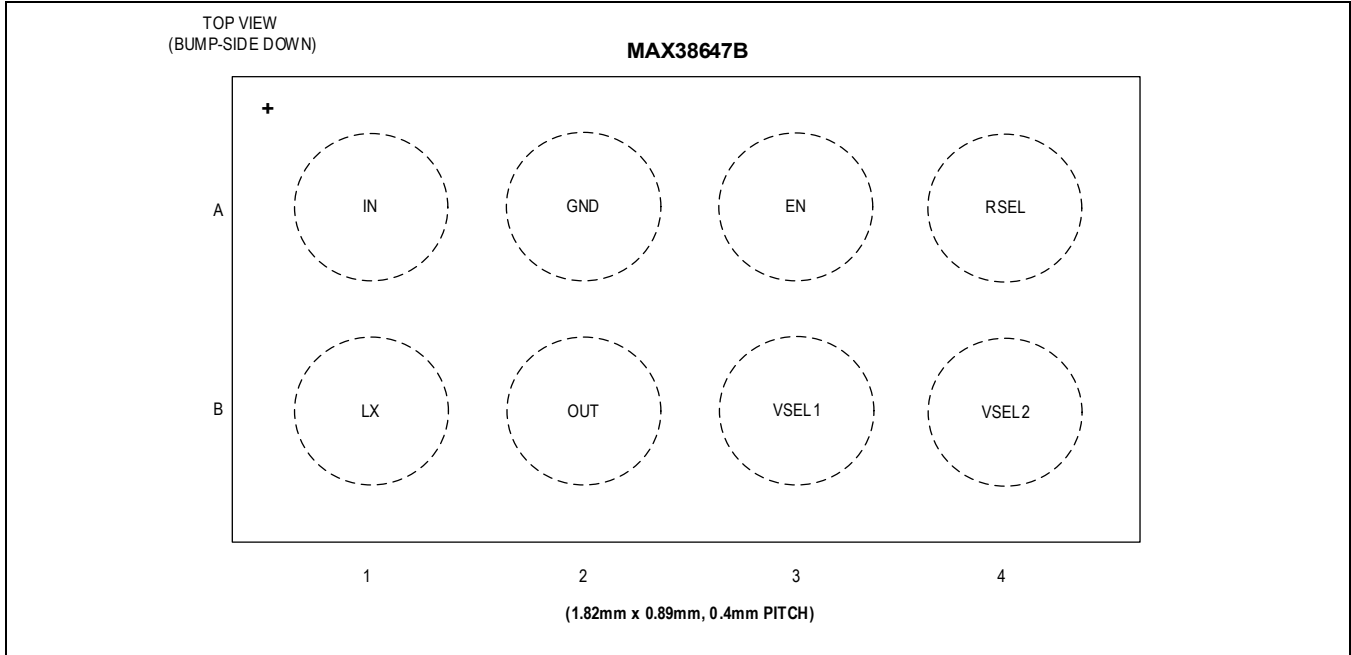 TOP VIEW
(BUMP-SIDE DOWN)
MAX38647B
+
A
IN
GND
EN
RSEL
B
LX
OUT
VSEL1
VSEL2
1
2
3
4
(1.82mm x 0.89mm, 0.4mm PITCH)